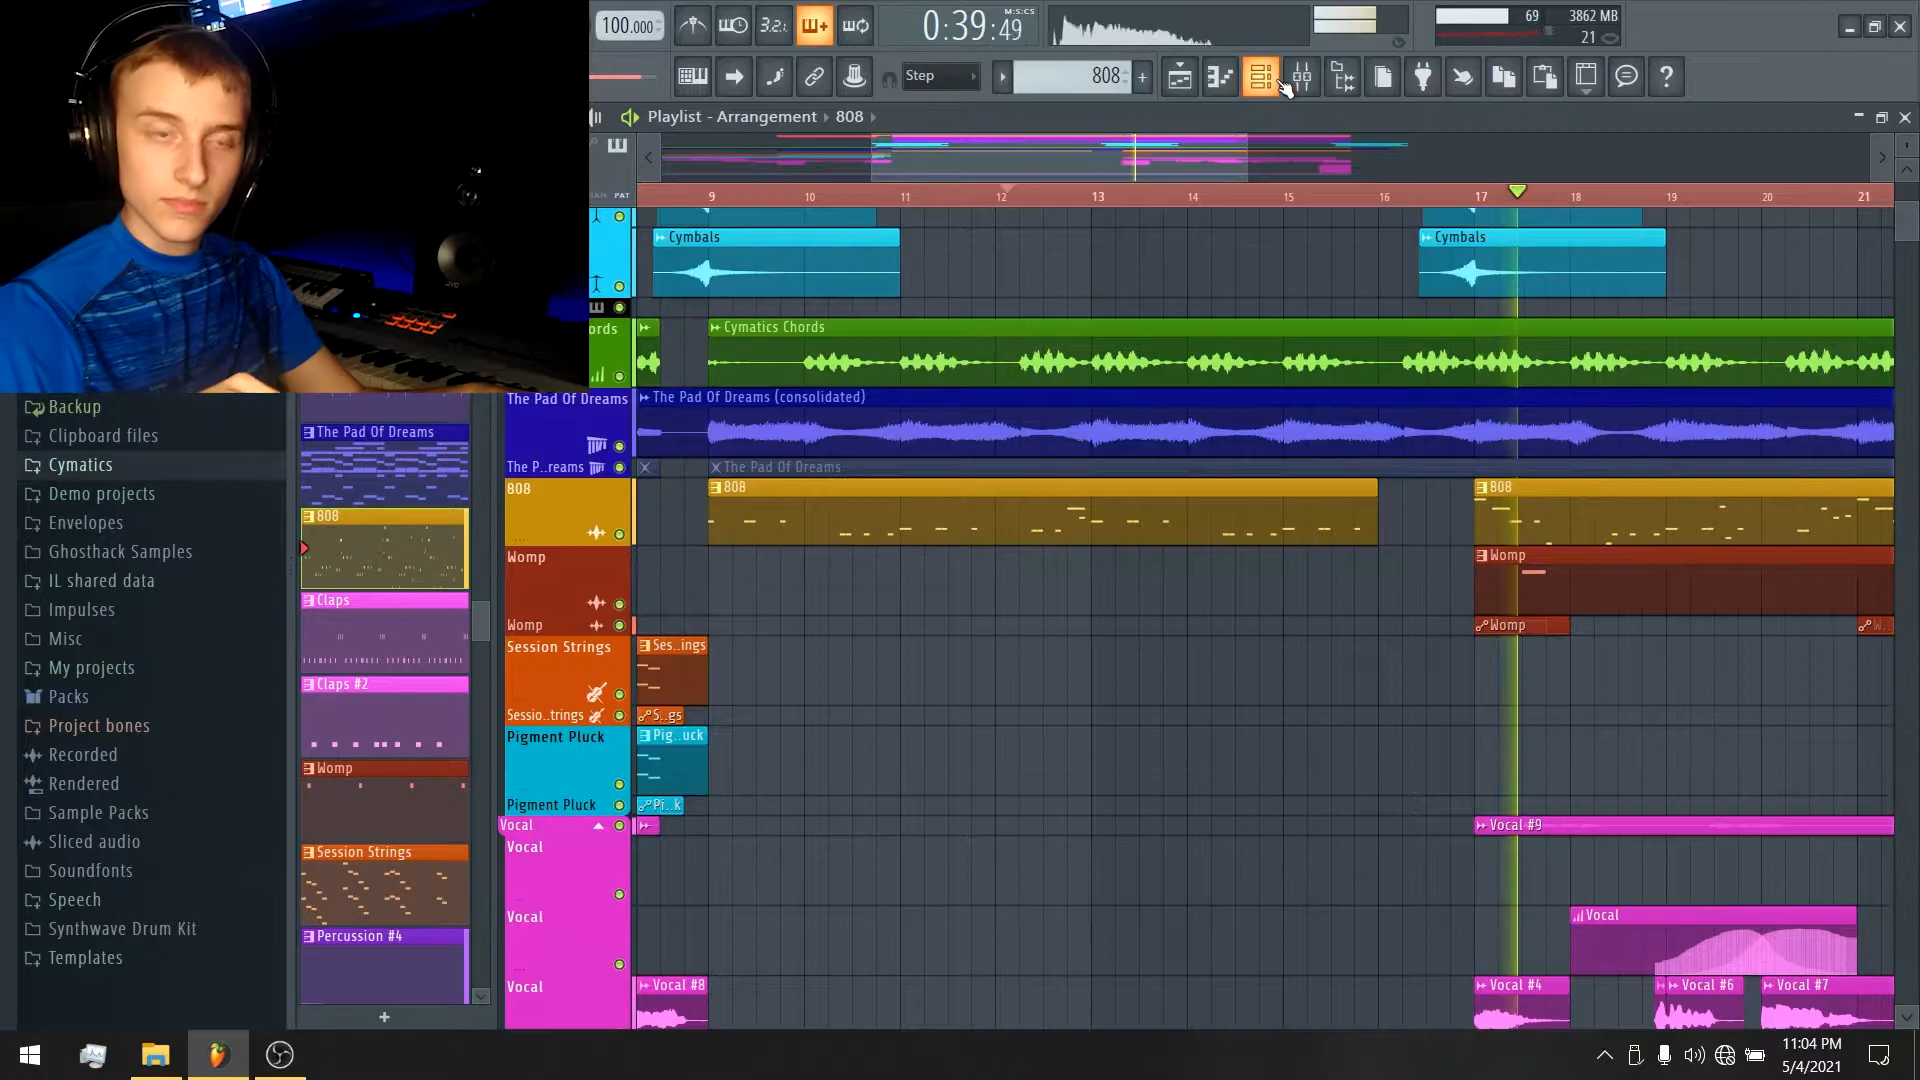 100.000
3.2.1
0:39:49
M:S:CS
69
3862 MB
21
Step
808
Playlist - Arrangement
808
PAT
9
10
11
12
13
14
15
16
17
18
19
20
21
Cymbals
Cymbals
ords
Cymatics Chords
The Pad Of Dreams
The Pad Of Dreams (consolidated)
The P..reams
The Pad Of Dreams
808
808
808
Womp
Womp
Womp
Womp
Session Strings
Ses..ings
Sessio..trings
S..gs
Pigment Pluck
Pig..uck
Pigment Pluck
Pi..k
Vocal
Vocal #9
Vocal
Vocal
Vocal
Vocal
Vocal #8
Vocal #4
Vocal #6
Vocal #7
Backup
Clipboard files
Cymatics
Demo projects
Envelopes
Ghosthack Samples
IL shared data
Impulses
Misc
My projects
Packs
Project bones
Recorded
Rendered
Sample Packs
Sliced audio
Soundfonts
Speech
Synthwave Drum Kit
Templates
The Pad Of Dreams
808
Claps
Claps #2
Womp
Session Strings
Percussion #4
11:04 PM
5/4/2021